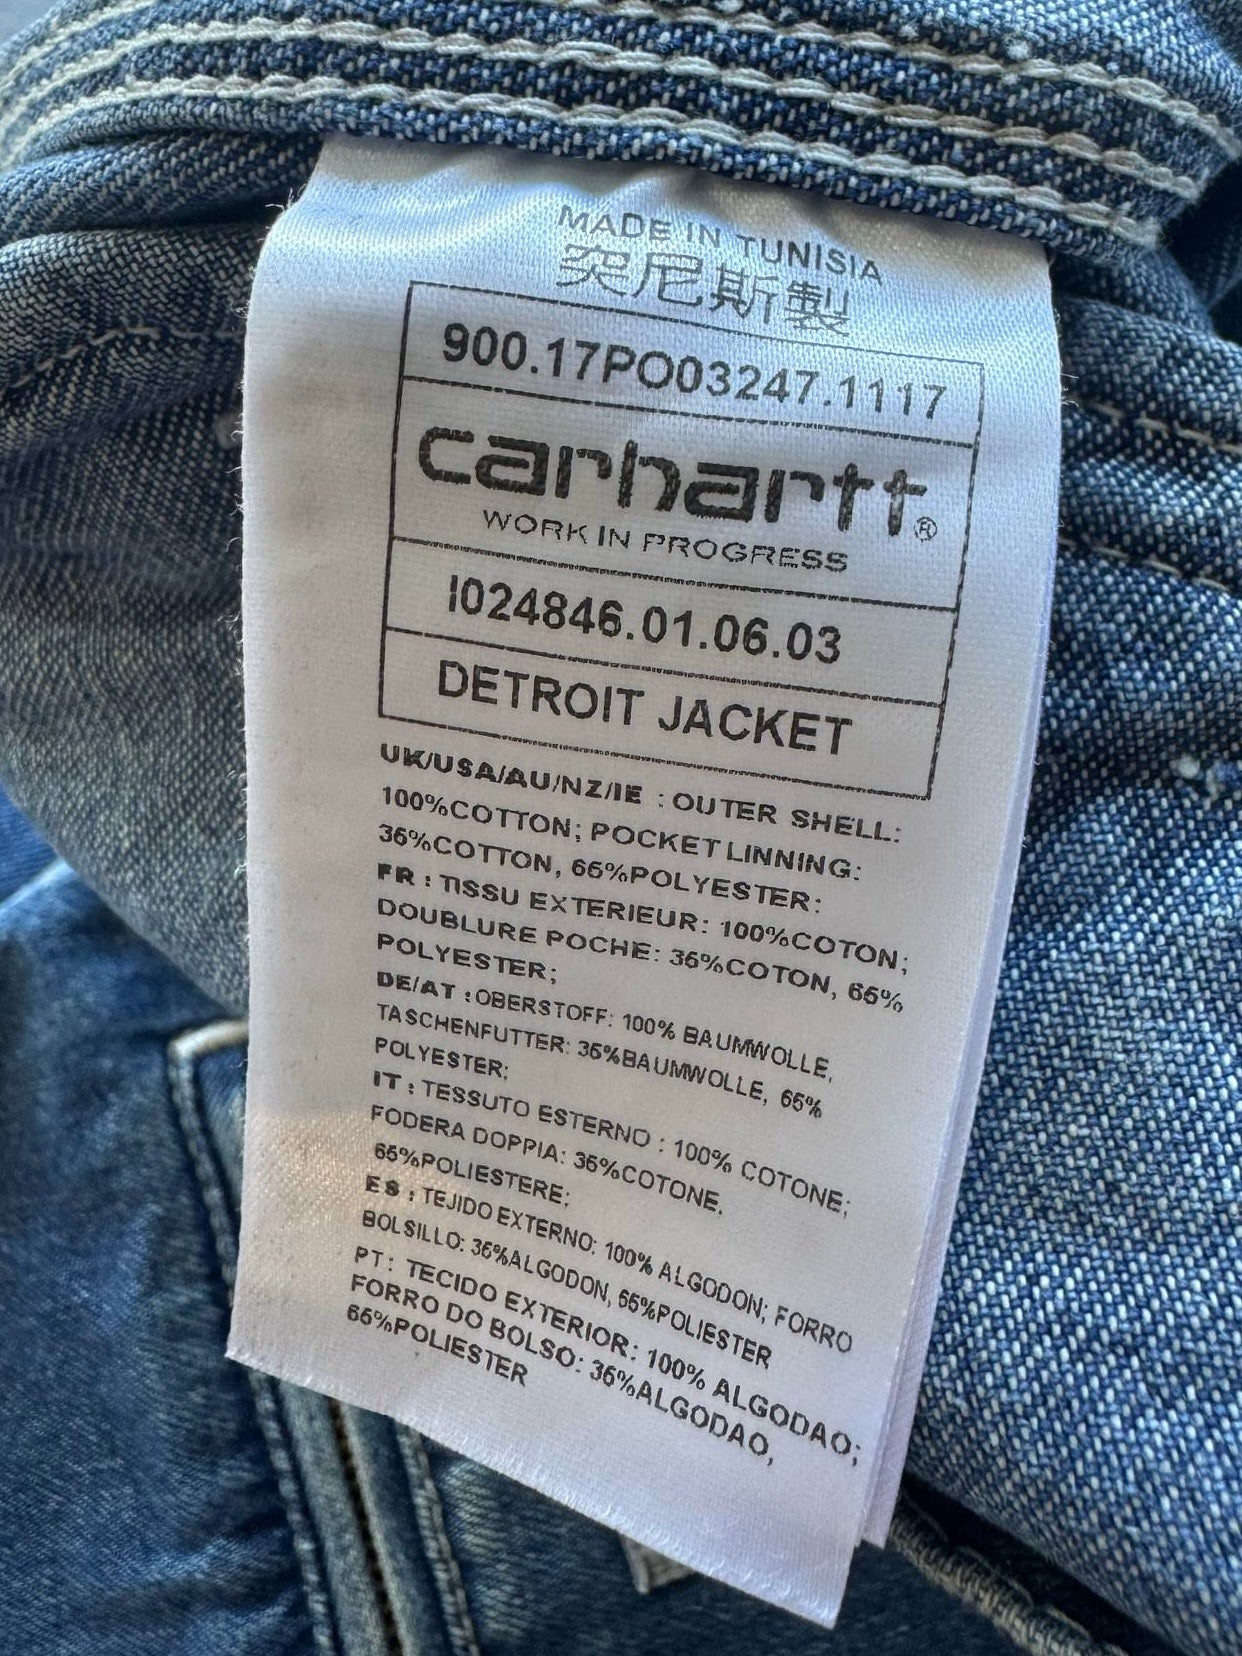 MADE IN TUNISIA
突尼斯製
900.17PO03247.1117
carhartt®
WORK IN PROGRESS
I024846.01.06.03
DETROIT JACKET
UK/USA/AU/NZ/IE : OUTER SHELL:
100%COTTON; POCKET LINNING:
35%COTTON, 65%POLYESTER:
FR : TISSU EXTERIEUR: 100%COTON;
DOUBLURE POCHE: 35%COTON, 65%
POLYESTER;
DE/AT : OBERSTOFF: 100% BAUMWOLLE,
TASCHENFUTTER: 35%BAUMWOLLE, 65%
POLYESTER;
IT : TESSUTO ESTERNO : 100% COTONE;
FODERA DOPPIA: 35%COTONE,
65%POLIESTERE;
ES : TEJIDO EXTERNO: 100% ALGODON; FORRO
BOLSILLO: 35%ALGODON, 65%POLIESTER
PT : TECIDO EXTERIOR: 100% ALGODAO;
FORRO DO BOLSO: 35%ALGODAO,
65%POLIESTER